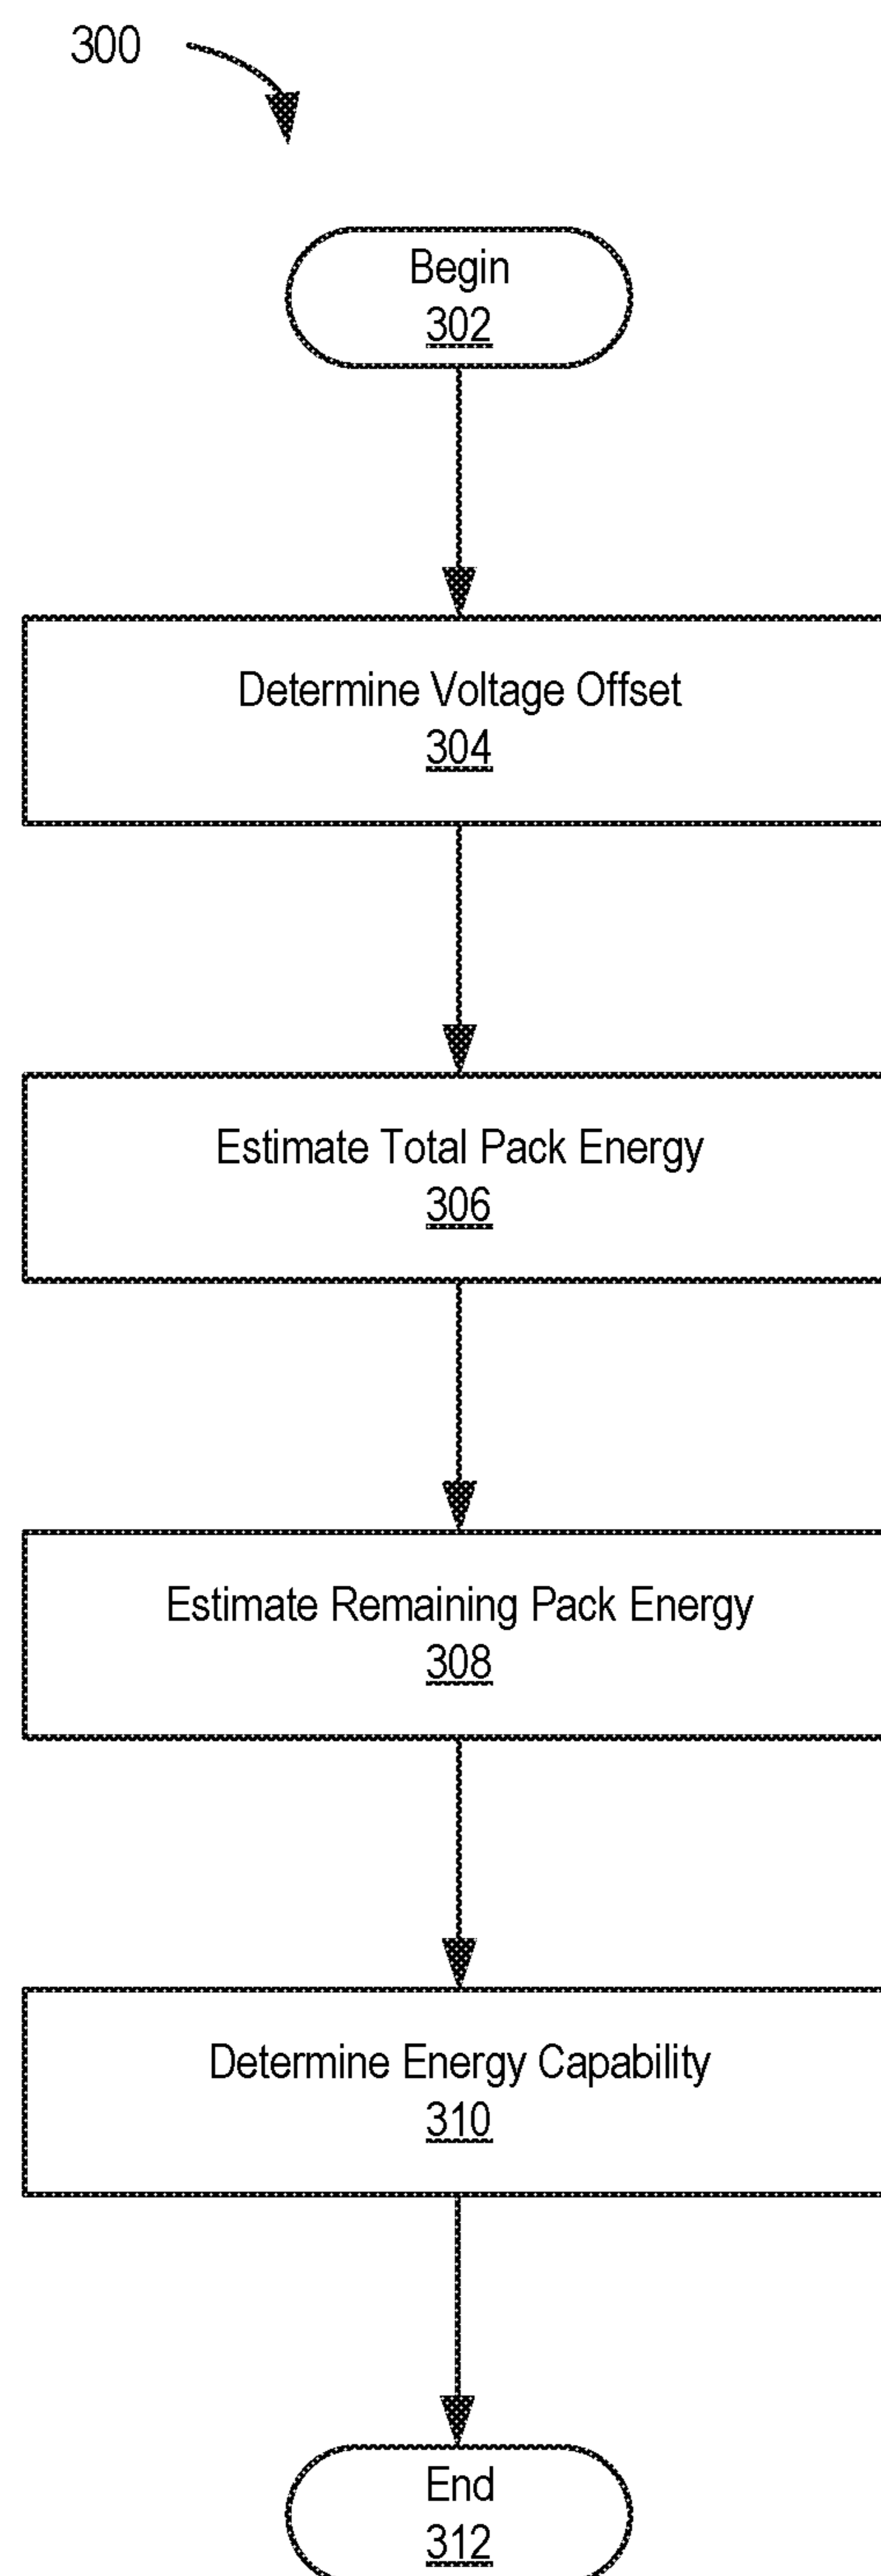 300
Begin
302
Determine Voltage Offset
304
Estimate Total Pack Energy
306
Estimate Remaining Pack Energy
308
Determine Energy Capability
310
End
312